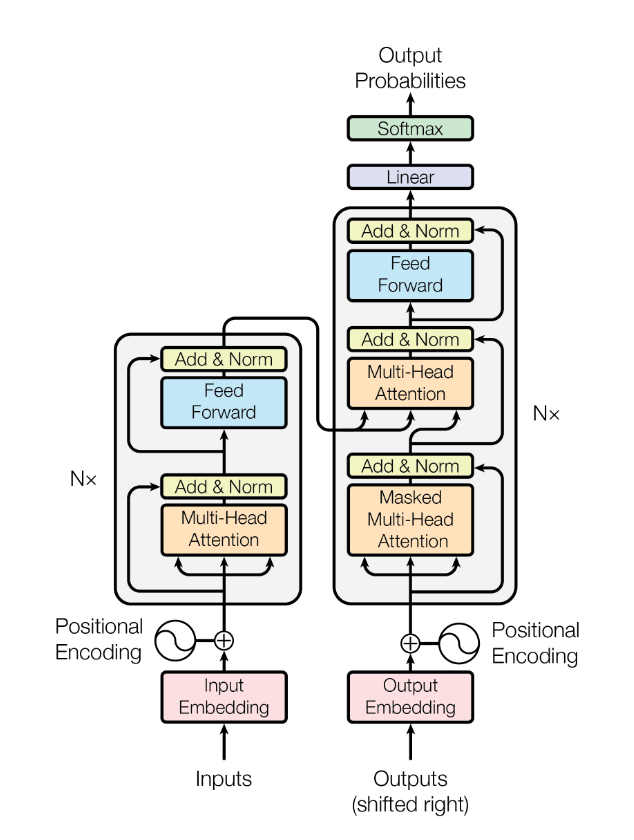 Output
Probabilities
Softmax
Linear
Add & Norm
Feed
Forward
Add & Norm
Multi-Head
Attention
Add & Norm
Masked
Multi-Head
Attention
N×
Add & Norm
Feed
Forward
Add & Norm
Multi-Head
Attention
N×
Positional
Encoding
Positional
Encoding
Input
Embedding
Output
Embedding
Inputs
Outputs
(shifted right)